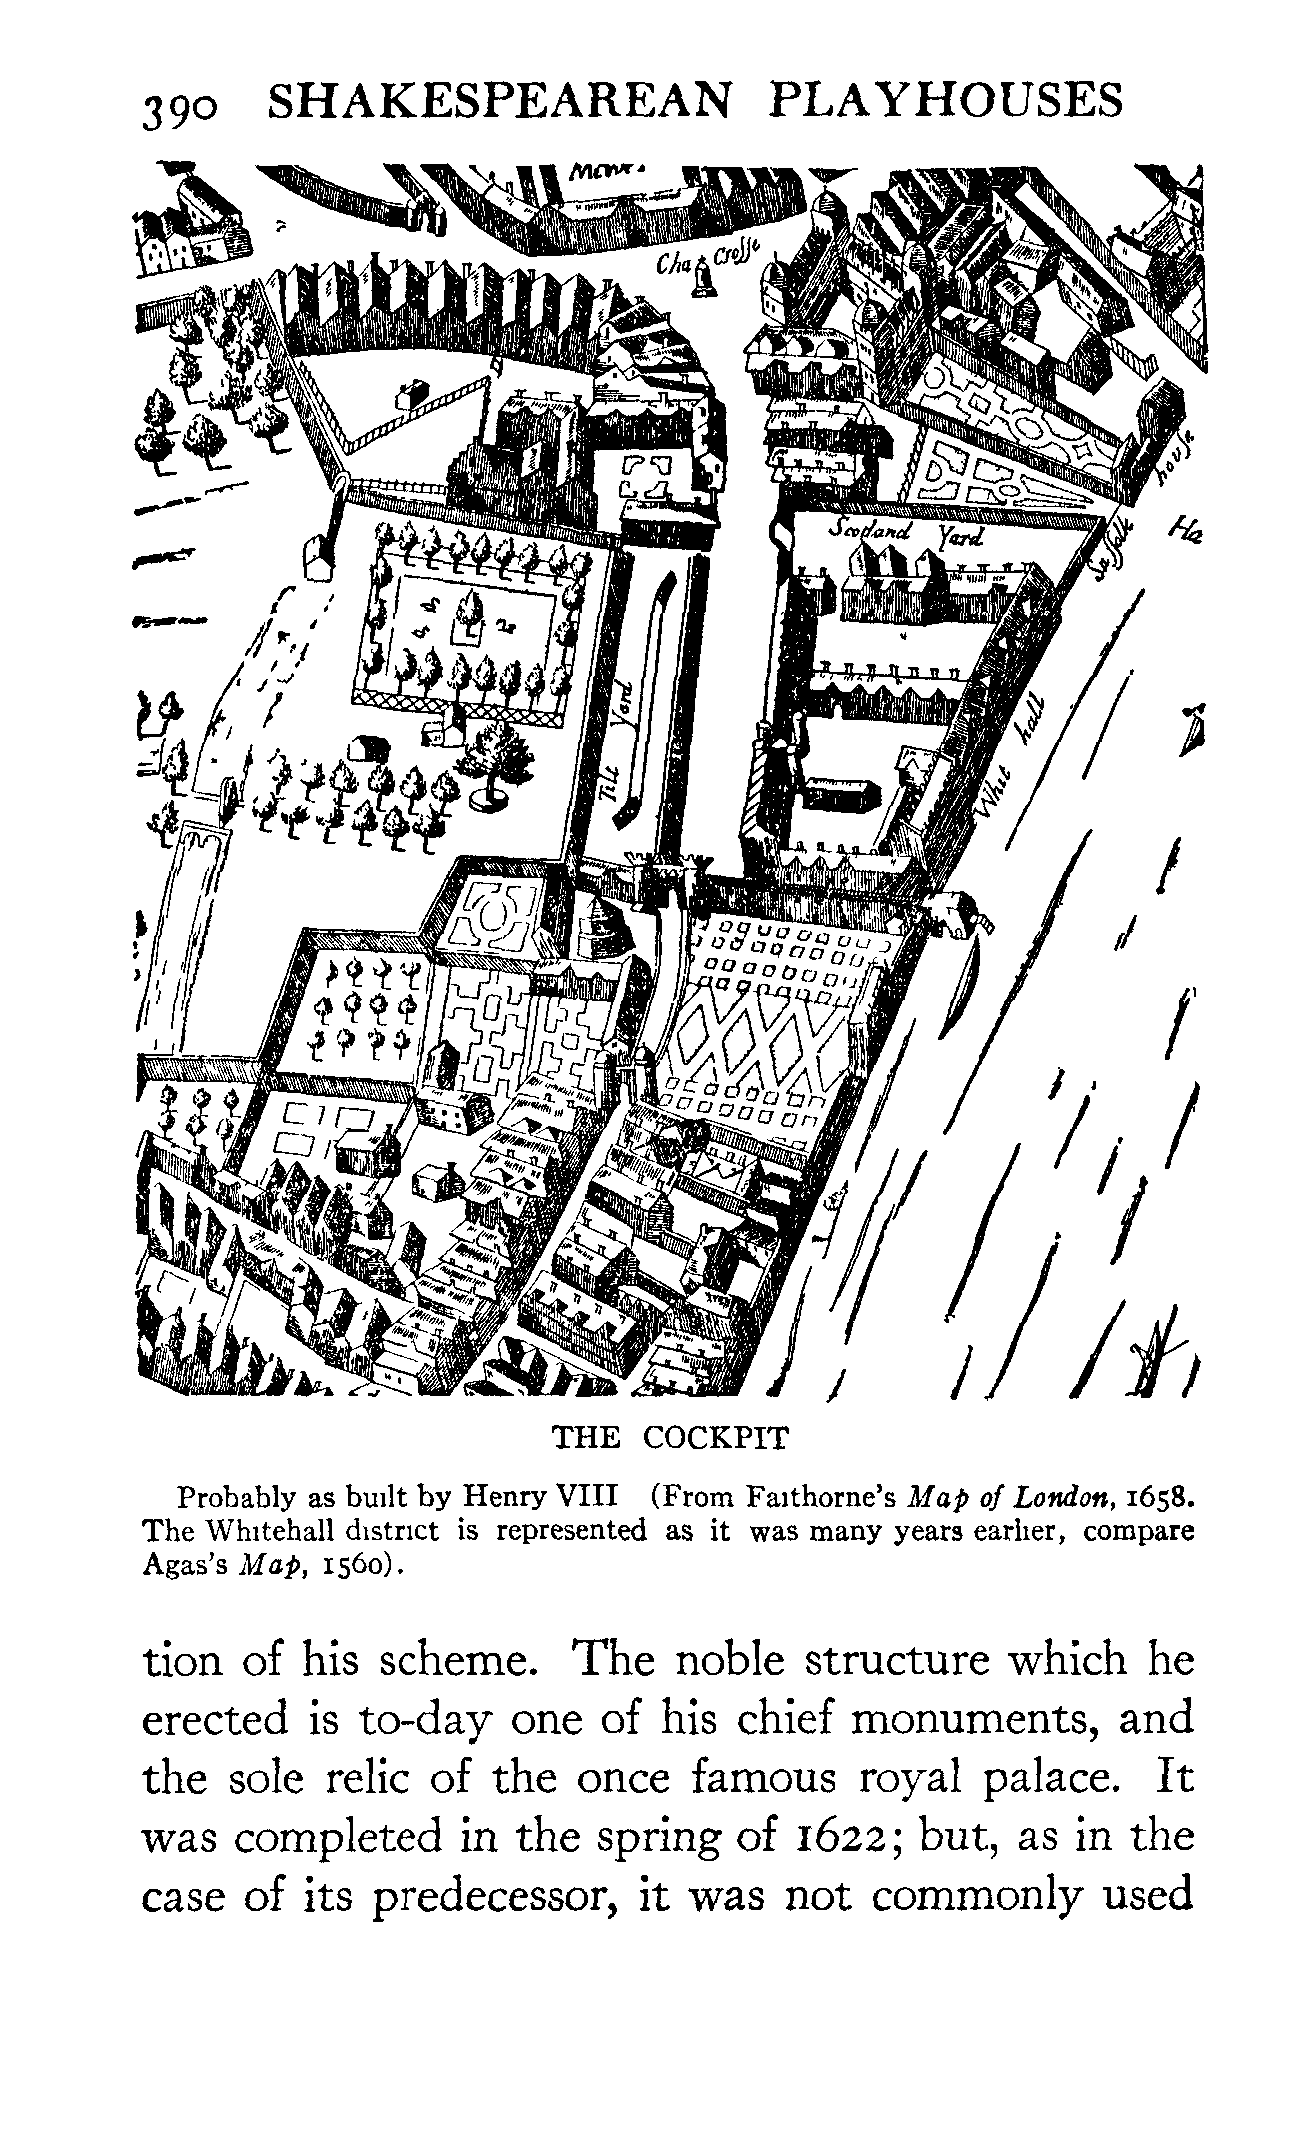 390 SHAKESPEAREAN PLAYHOUSES
Cha Crosse
house
Scotland Yard
Ha
Tilt Yard
Whit hall
THE COCKPIT
Probably as built by Henry VIII (From Faithorne's Map of London, 1658.
The Whitehall district is represented as it was many years earlier, compare
Agas's Map, 1560).
tion of his scheme. The noble structure which he
erected is to-day one of his chief monuments, and
the sole relic of the once famous royal palace. It
was completed in the spring of 1622; but, as in the
case of its predecessor, it was not commonly used